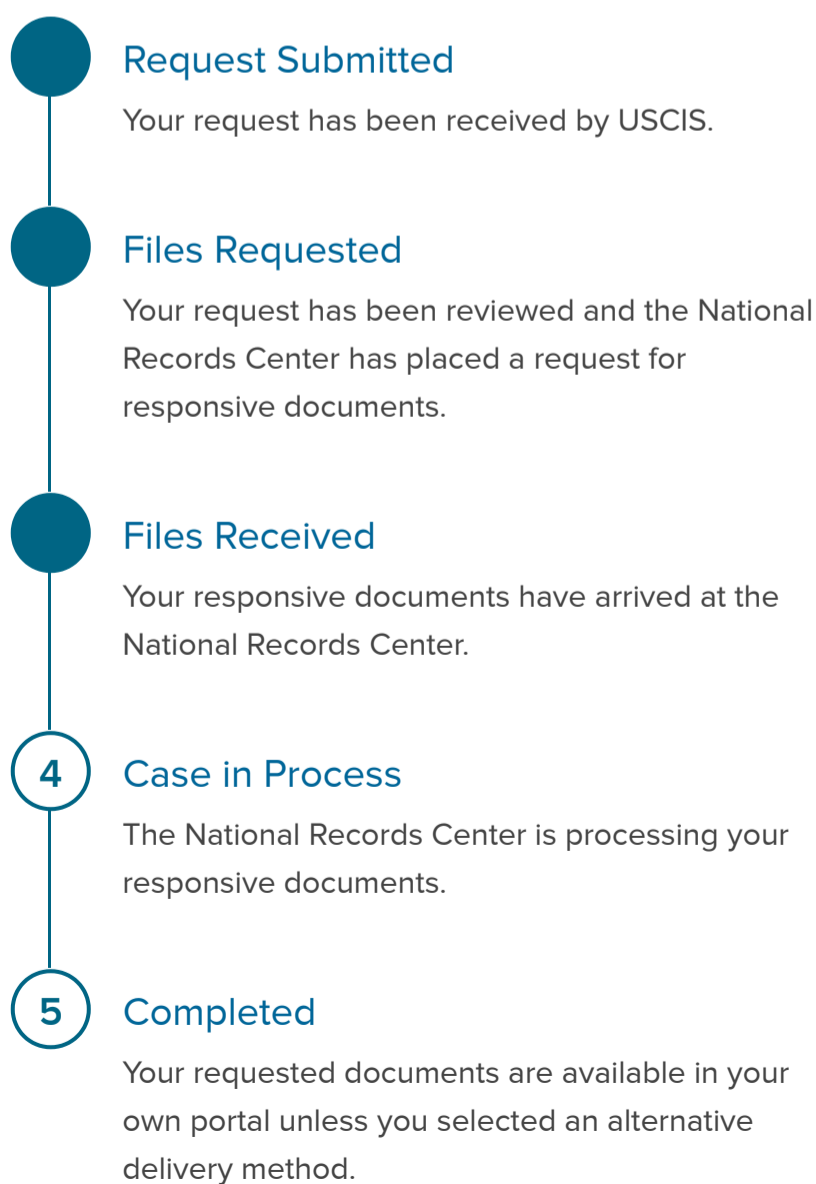 Request Submitted
Your request has been received by USCIS.
Files Requested
Your request has been reviewed and the National
Records Center has placed a request for
responsive documents.
Files Received
Your responsive documents have arrived at the
National Records Center.
4 Case in Process
The National Records Center is processing your
responsive documents.
5 Completed
Your requested documents are available in your
own portal unless you selected an alternative
delivery method.